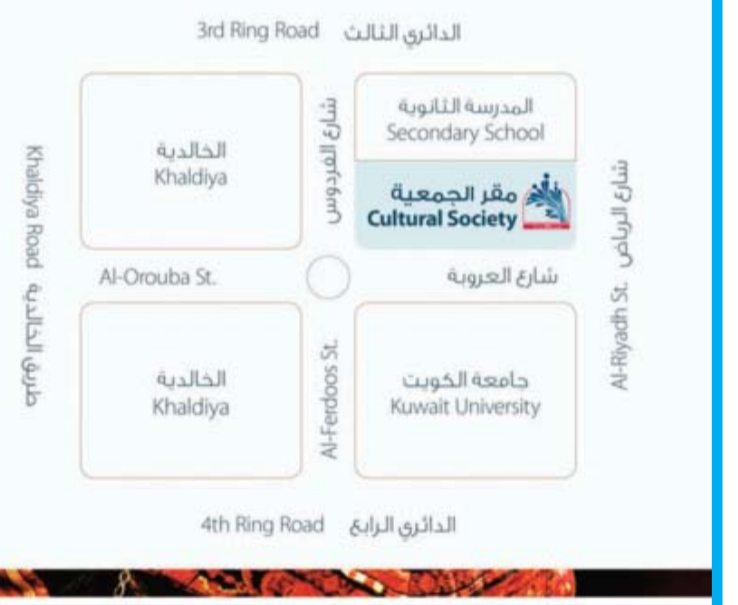 3rd Ring Road الدائري الثالث
الخالدية
Khaldiya
شارع الفردوس
المدرسة الثانوية
Secondary School
مقر الجمعية
Cultural Society
Khaldiya Road طريق الخالدية
Al-Riyadh St. شارع الرياض
Al-Orouba St.
شارع العروبة
الخالدية
Khaldiya
Al-Ferdoos St.
جامعة الكويت
Kuwait University
4th Ring Road الدائري الرابع